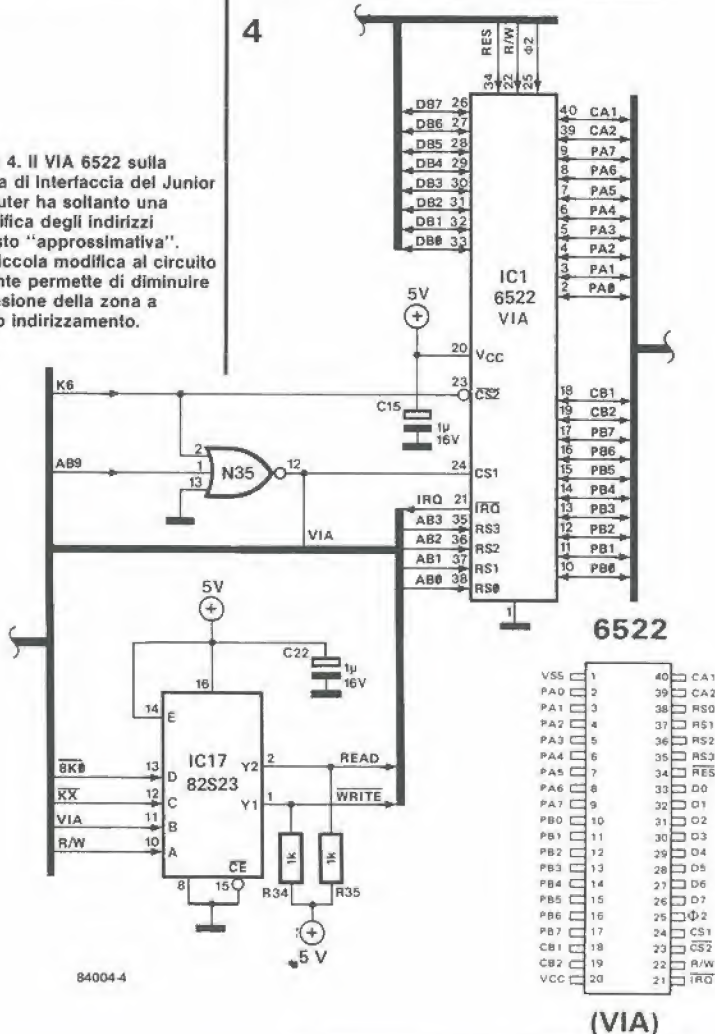 4
4. Il VIA 6522 sulla
a di interfaccia del Junior
uter ha soltanto una
ifica degli indirizzi
sto "approssimativa".
iccola modifica al circuito
nte permette di diminuire
sione della zona a
o indirizzamento.
RES
R/W
Φ2
34
22
25
DB7 26
DB6 27
DB5 28
DB4 29
DB3 30
DB2 31
DB1 32
DB0 33
40 CA1
39 CA2
9 PA7
8 PA6
7 PA5
6 PA4
5 PA3
4 PA2
3 PA1
2 PA0
IC1
6522
VIA
5V
20 VCC
23 CS2
C15
1µ
16V
K6
AB9
2
1
13
N35
12
24 CS1
VIA
IRQ 21 IRQ
AB3 35 RS3
AB2 36 RS2
AB1 37 RS1
AB0 38 RS0
18 CB1
19 CB2
17 PB7
16 PB6
15 PB5
14 PB4
13 PB3
12 PB2
11 PB1
10 PB0
1
5V
C22
1µ
16V
16
14 E
IC17
82S23
8K0 13 D
KX 12 C
VIA 11 B
R/W 10 A
Y2 2 READ
Y1 1 WRITE
CE
8
15
1k
1k
R34
R35
5 V
84004-4
6522
VSS 1 40 CA1
PA0 2 39 CA2
PA1 3 38 RS0
PA2 4 37 RS1
PA3 5 36 RS2
PA4 6 35 RS3
PA5 7 34 RES
PA6 8 33 D0
PA7 9 32 D1
PB0 10 31 D2
PB1 11 30 D3
PB2 12 29 D4
PB3 13 28 D5
PB4 14 27 D6
PB5 15 26 D7
PB6 16 25 Φ2
PB7 17 24 CS1
CB1 18 23 CS2
CB2 19 22 R/W
VCC 20 21 IRQ
(VIA)